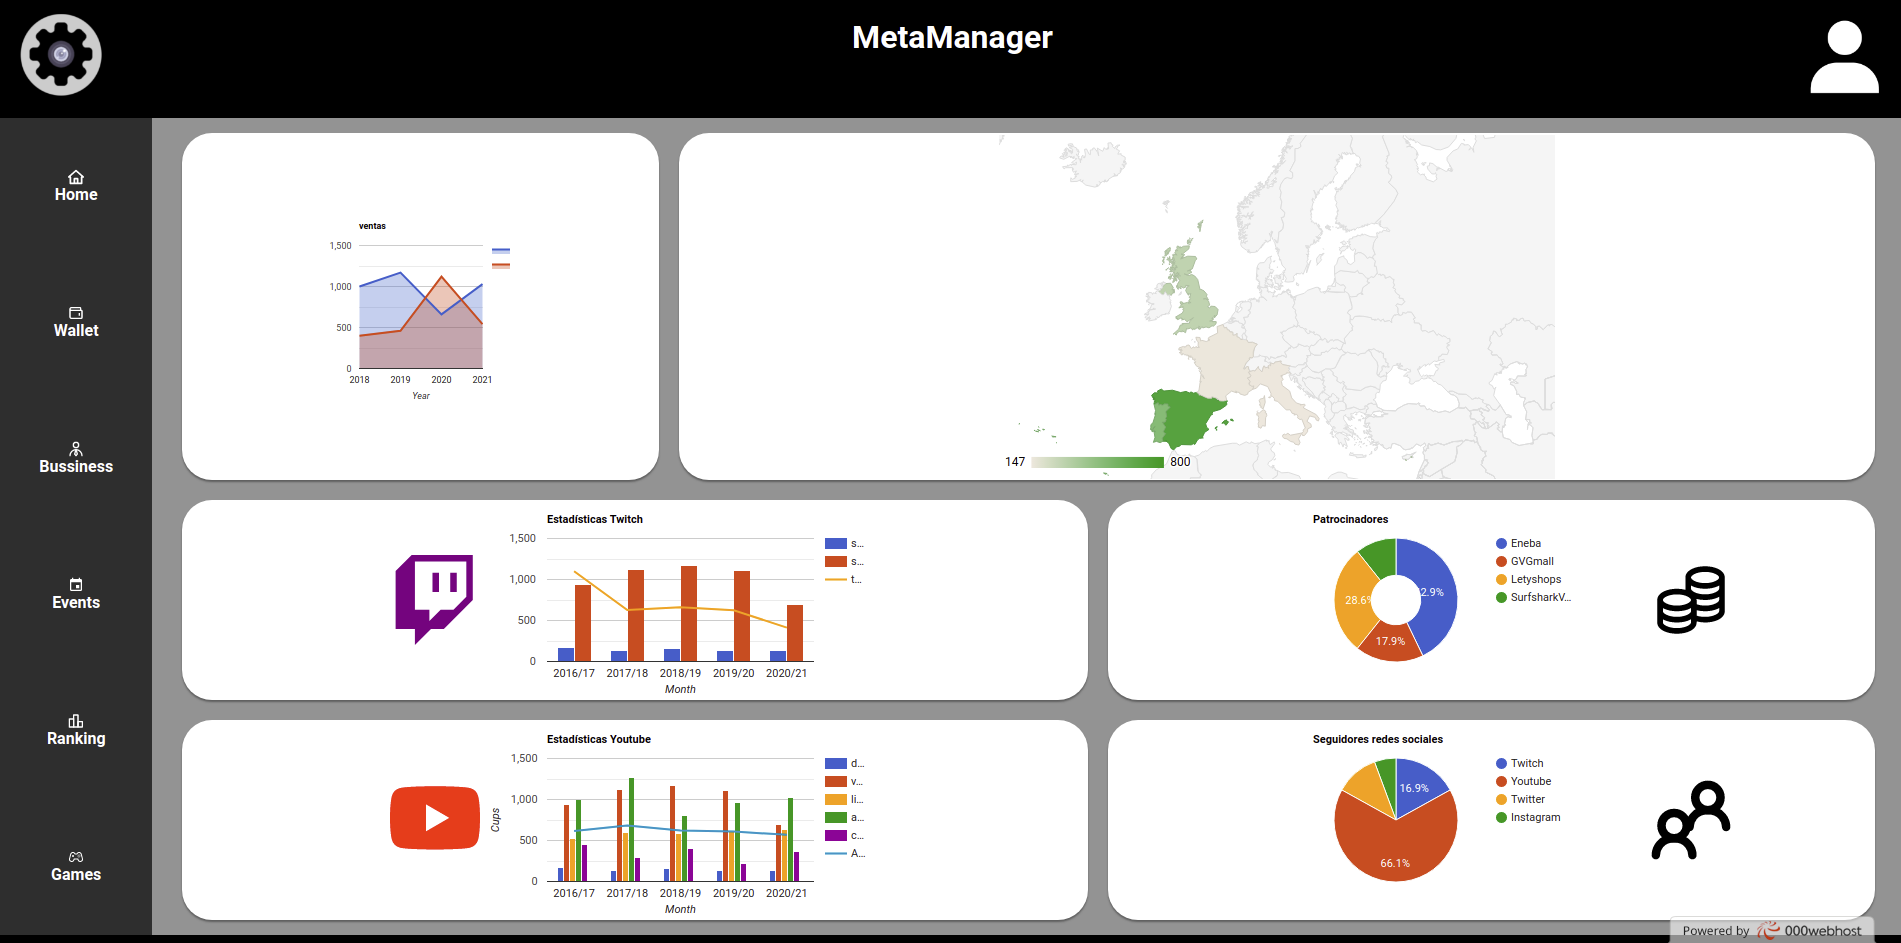 MetaManager
Home
Wallet
Bussiness
Events
Ranking
Games
ventas
1,500
1,000
500
0
2018 2019 2020 2021
Year
147 800
Estadísticas Twitch
1,500
1,000
500
0
2016/17 2017/18 2018/19 2019/20 2020/21
Month
s...
s...
t...
Patrocinadores
28.6%
2.9%
17.9%
Eneba
GVGmall
Letyshops
SurfsharkV...
Estadísticas Youtube
Cups
1,500
1,000
500
0
2016/17 2017/18 2018/19 2019/20 2020/21
Month
d...
v...
li...
a...
c...
A...
Seguidores redes sociales
16.9%
66.1%
Twitch
Youtube
Twitter
Instagram
Powered by 000webhost